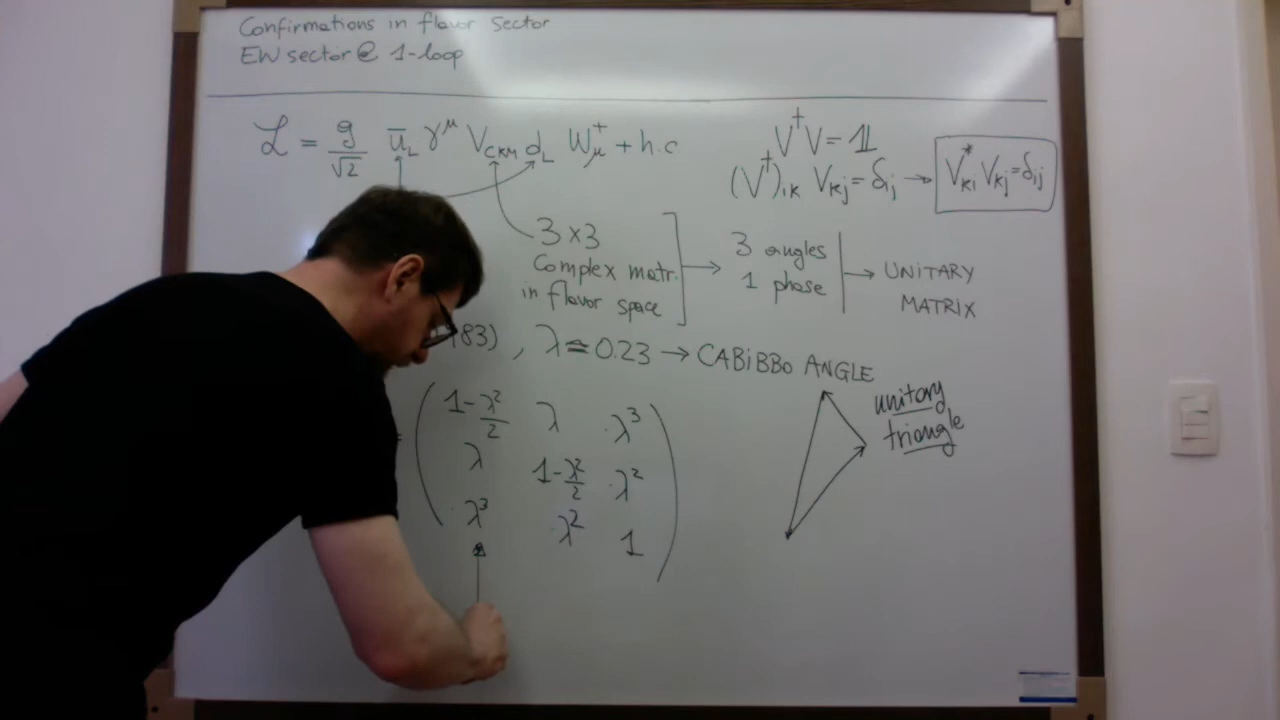 Confirmations in flavor sector
EW sector @ 1-loop
ℒ = g/√2 ū_L γ^μ V_CKM d_L W_μ^+ + h.c
V†V = 𝟙
(V†)_ik V_kj = δ_ij → V*_ki V_kj = δ_ij
3 × 3
Complex matr.
in flavor space
→ 3 angles
1 phase
→ UNITARY
MATRIX
83) , λ ≃ 0.23 → CABIBBO ANGLE
1-λ²/2 λ ·λ³
λ 1-λ²/2 ·λ²
·λ³ ·λ² 1
unitary
triangle